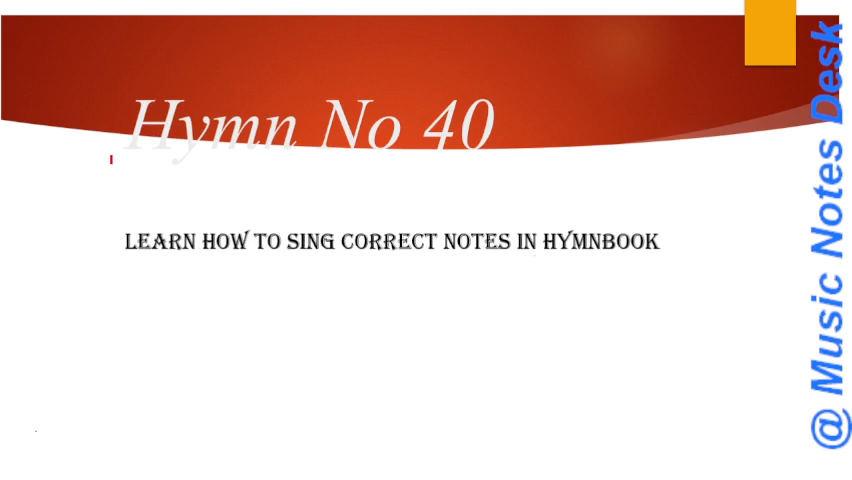 Hymn No 40
LEARN HOW TO SING CORRECT NOTES IN HYMNBOOK
@ Music Notes Desk